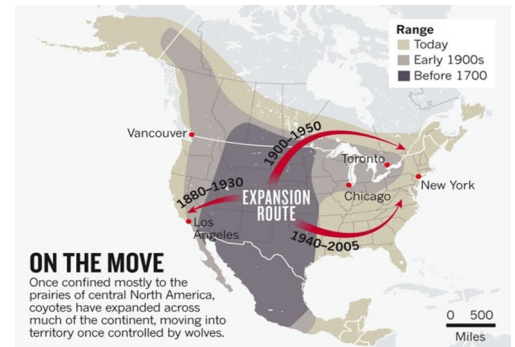 Range
Today
Early 1900s
Before 1700
1900–1950
Vancouver
Toronto
1880–1930
EXPANSION
ROUTE
Chicago
New York
Los
Angeles
1940–2005
ON THE MOVE
Once confined mostly to the
prairies of central North America,
coyotes have expanded across
much of the continent, moving into
territory once controlled by wolves.
0 500
Miles